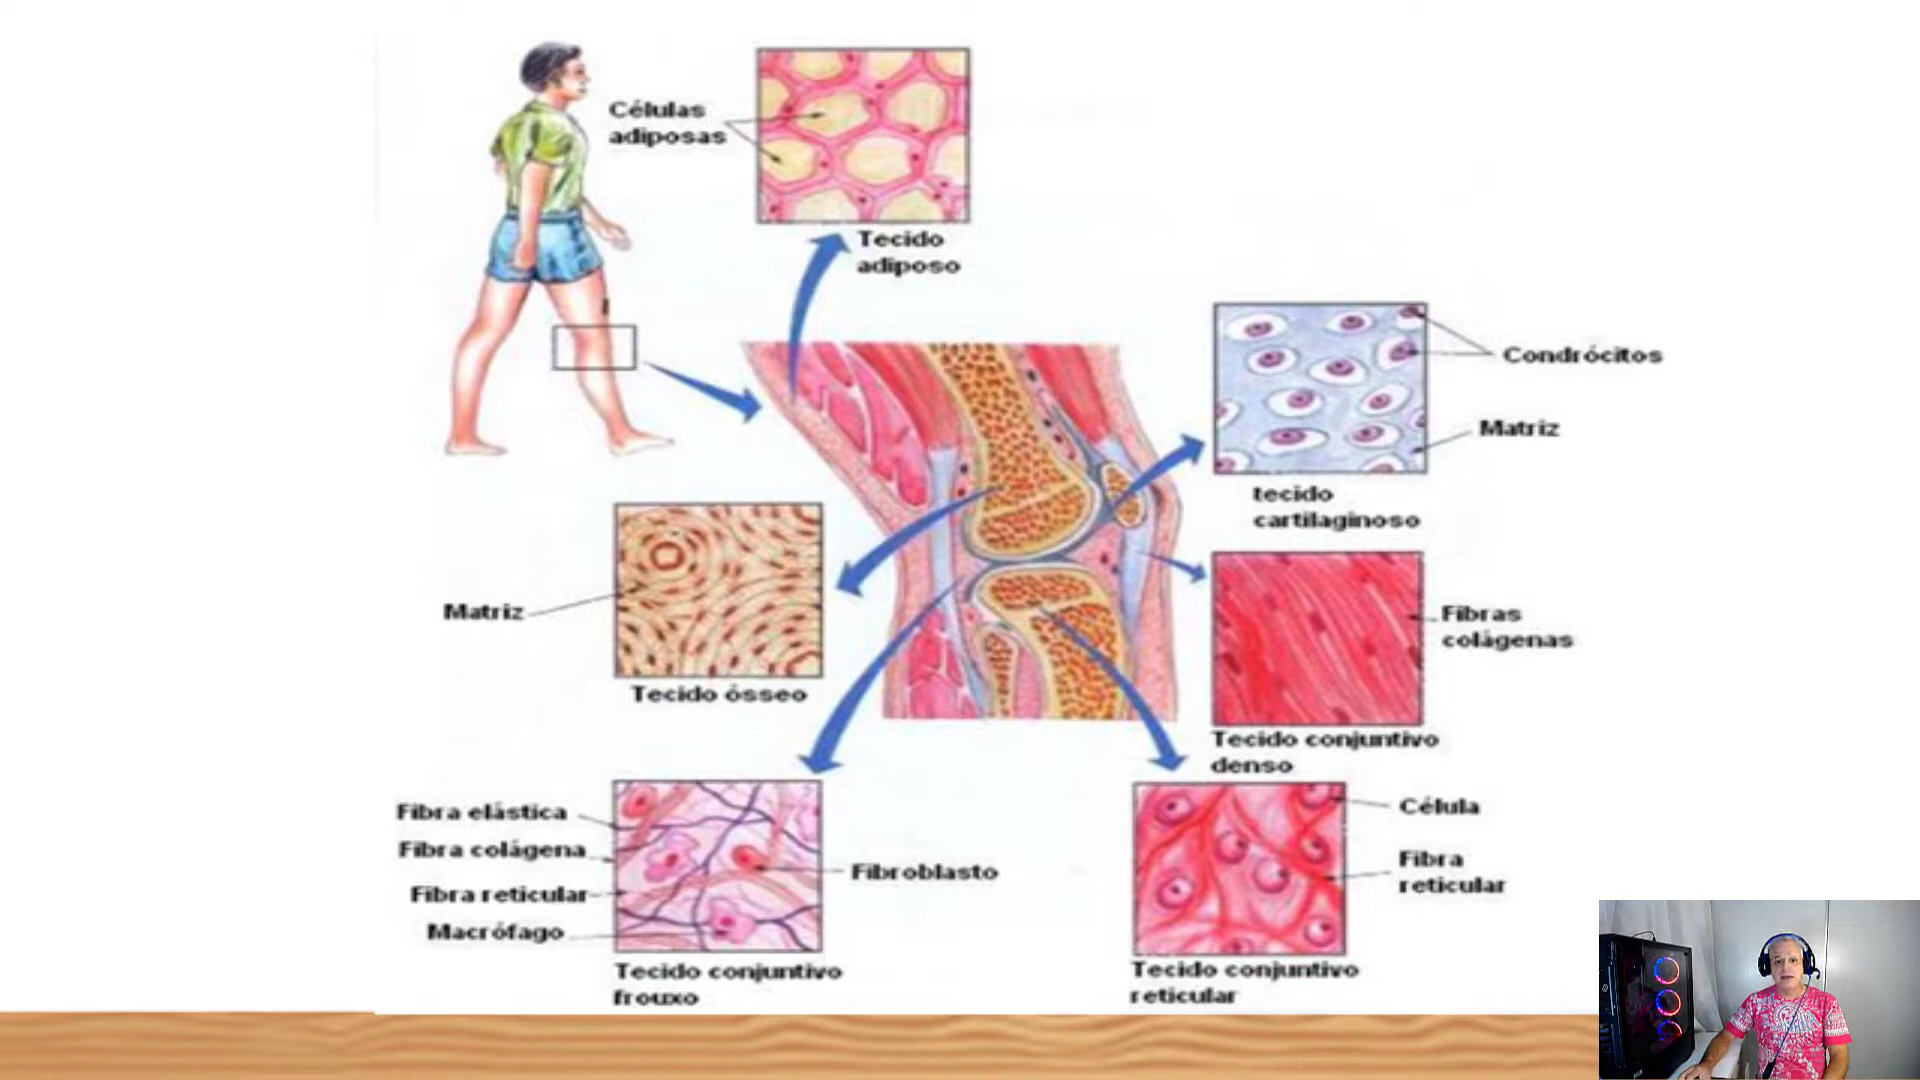 Células
adiposas
Tecido
adiposo
Condrócitos
Matriz
tecido
cartilaginoso
Matriz
Tecido ósseo
Fibras
colágenas
Tecido conjuntivo
denso
Fibra elástica
Fibra colágena
Fibra reticular
Macrófago
Fibroblasto
Tecido conjuntivo
frouxo
Célula
Fibra
reticular
Tecido conjuntivo
reticular